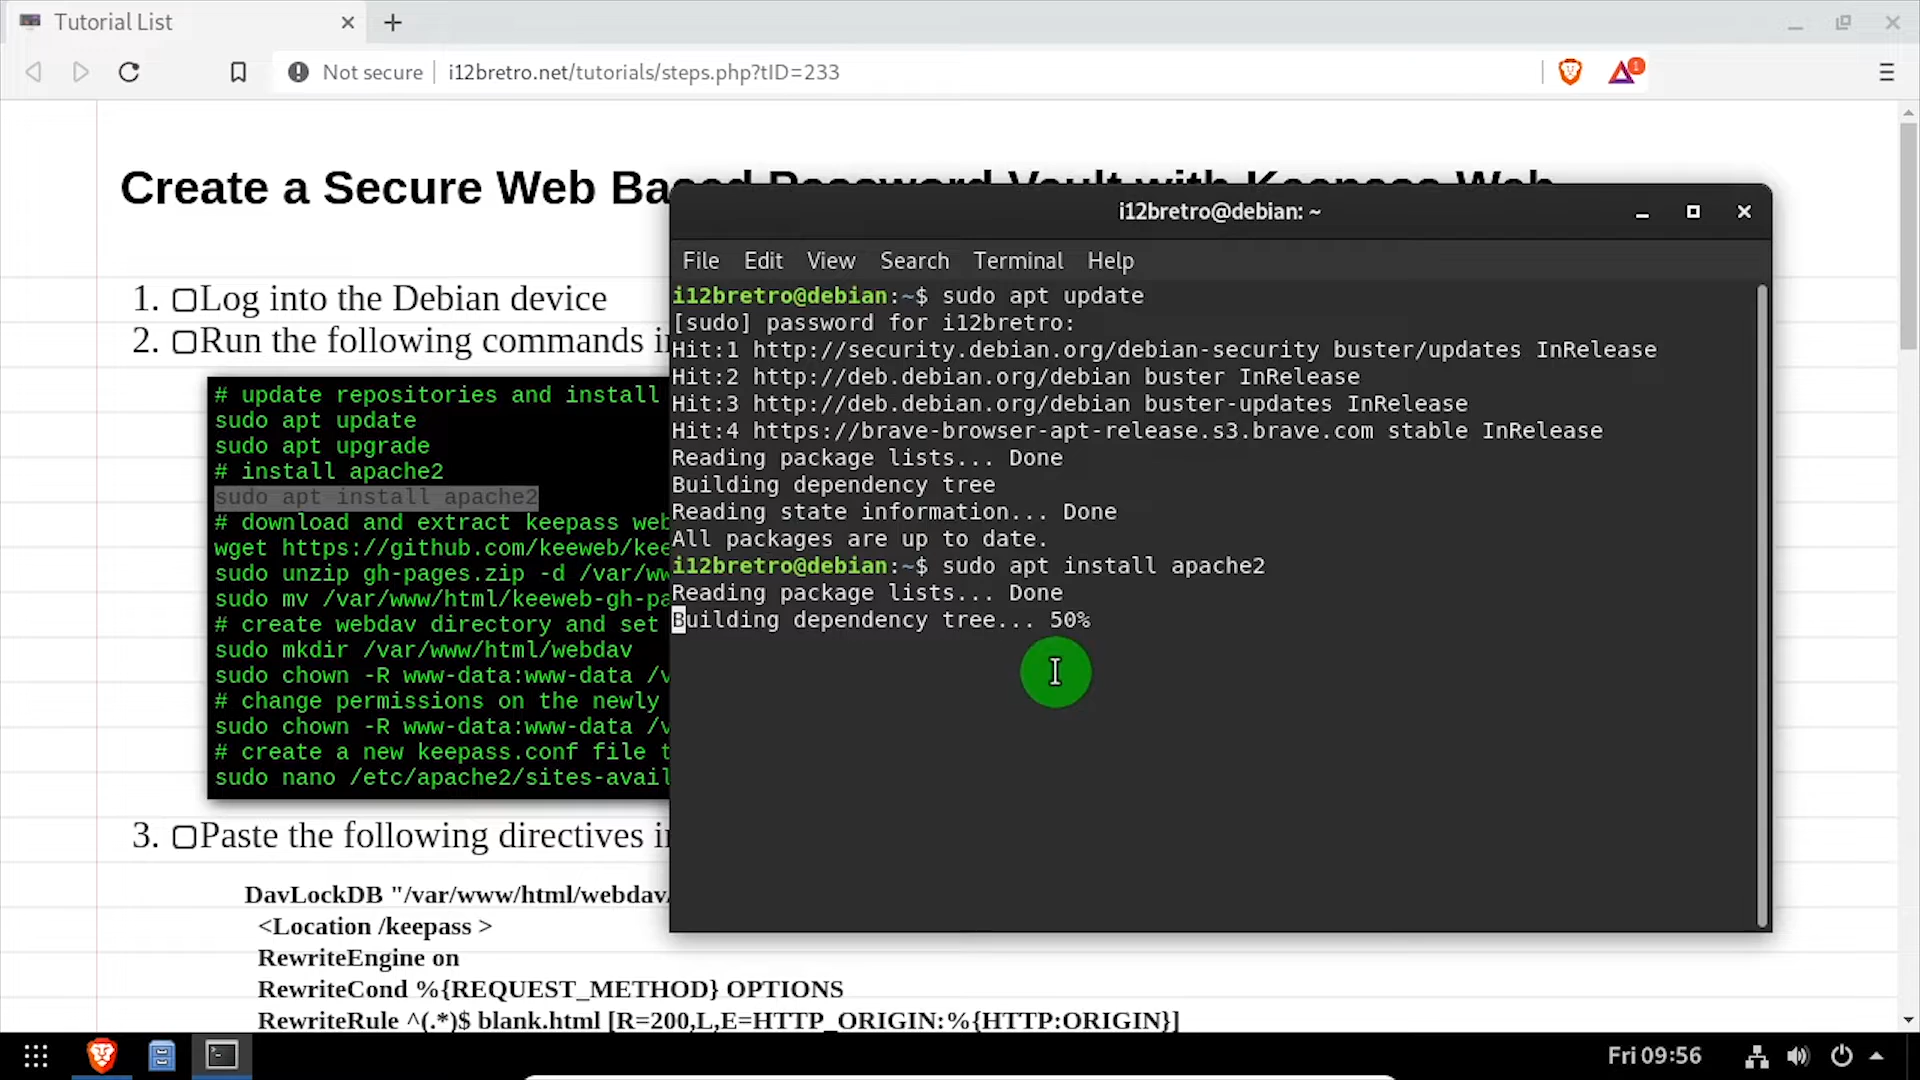 Tutorial List
Not secure
i12bretro.net/tutorials/steps.php?tID=233
1
Create a Secure Web Based Password Vault with Keepass Web
1. Log into the Debian device
2. Run the following commands
# update repositories and install
sudo apt update
sudo apt upgrade
# install apache2
sudo apt install apache2
# download and extract keepass web
wget https://github.com/keeweb/kee
sudo unzip gh-pages.zip -d /var/ww
sudo mv /var/www/html/keeweb-gh-pa
# create webdav directory and set
sudo mkdir /var/www/html/webdav
sudo chown -R www-data:www-data /v
# change permissions on the newly
sudo chown -R www-data:www-data /v
# create a new keepass.conf file t
sudo nano /etc/apache2/sites-avail
3. Paste the following directives
DavLockDB "/var/www/html/webdav/
<Location /keepass >
RewriteEngine on
RewriteCond %{REQUEST_METHOD} OPTIONS
RewriteRule ^(.*)$ blank.html [R=200,L,E=HTTP_ORIGIN:%{HTTP:ORIGIN}]
i12bretro@debian: ~
File Edit View Search Terminal Help
i12bretro@debian:~$ sudo apt update
[sudo] password for i12bretro:
Hit:1 http://security.debian.org/debian-security buster/updates InRelease
Hit:2 http://deb.debian.org/debian buster InRelease
Hit:3 http://deb.debian.org/debian buster-updates InRelease
Hit:4 https://brave-browser-apt-release.s3.brave.com stable InRelease
Reading package lists... Done
Building dependency tree
Reading state information... Done
All packages are up to date.
i12bretro@debian:~$ sudo apt install apache2
Reading package lists... Done
Building dependency tree... 50%
Fri 09:56